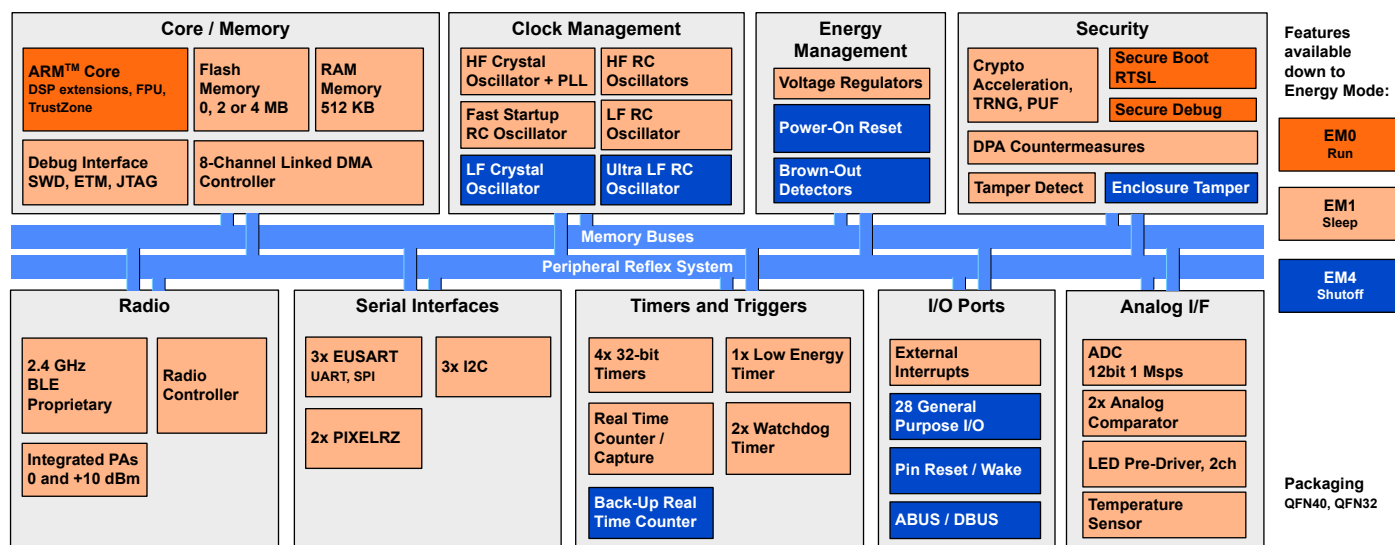 Core / Memory
ARM™ Core
DSP extensions, FPU,
TrustZone
Flash
Memory
0, 2 or 4 MB
RAM
Memory
512 KB
Debug Interface
SWD, ETM, JTAG
8-Channel Linked DMA
Controller
Clock Management
HF Crystal
Oscillator + PLL
HF RC
Oscillators
Fast Startup
RC Oscillator
LF RC
Oscillator
LF Crystal
Oscillator
Ultra LF RC
Oscillator
Energy
Management
Voltage Regulators
Power-On Reset
Brown-Out
Detectors
Security
Crypto
Acceleration,
TRNG, PUF
Secure Boot
RTSL
Secure Debug
DPA Countermeasures
Tamper Detect
Enclosure Tamper
Features
available
down to
Energy Mode:
EM0
Run
EM1
Sleep
EM4
Shutoff
Memory Buses
Peripheral Reflex System
Radio
2.4 GHz
BLE
Proprietary
Radio
Controller
Integrated PAs
0 and +10 dBm
Serial Interfaces
3x EUSART
UART, SPI
3x I2C
2x PIXELRZ
Timers and Triggers
4x 32-bit
Timers
1x Low Energy
Timer
Real Time
Counter /
Capture
2x Watchdog
Timer
Back-Up Real
Time Counter
I/O Ports
External
Interrupts
28 General
Purpose I/O
Pin Reset / Wake
ABUS / DBUS
Analog I/F
ADC
12bit 1 Msps
2x Analog
Comparator
LED Pre-Driver, 2ch
Temperature
Sensor
Packaging
QFN40, QFN32